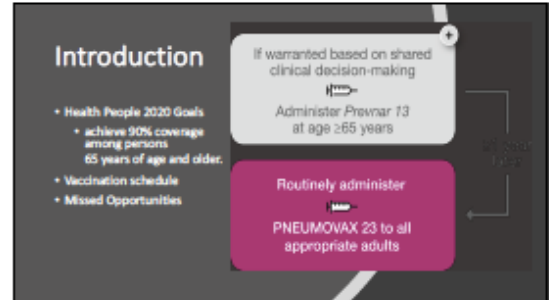 Introduction
• Health People 2020 Goals
• achieve 90% coverage
among persons
65 years of age and older.
• Vaccination schedule
• Missed Opportunities
+
If warranted based on shared
clinical decision-making
Administer Prevnar 13
at age ≥65 years
Routinely administer
PNEUMOVAX 23 to all
appropriate adults